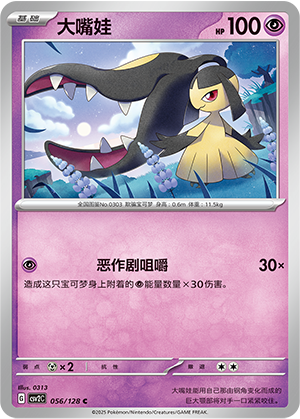 基础 大嘴娃 HP 100
全国图鉴No.0303 欺骗宝可梦 身高：0.6m 体重：11.5kg
恶作剧咀嚼 30×
造成这只宝可梦身上附着的能量数量×30伤害。
Illus. 0313
弱点 ×2 抵抗力 撤退
G CSV2C 056/128 C
大嘴娃能用自己那由钢角变化而成的
巨大颚部将对手一口紧紧咬住。
©2025 Pokémon/Nintendo/Creatures/GAME FREAK.